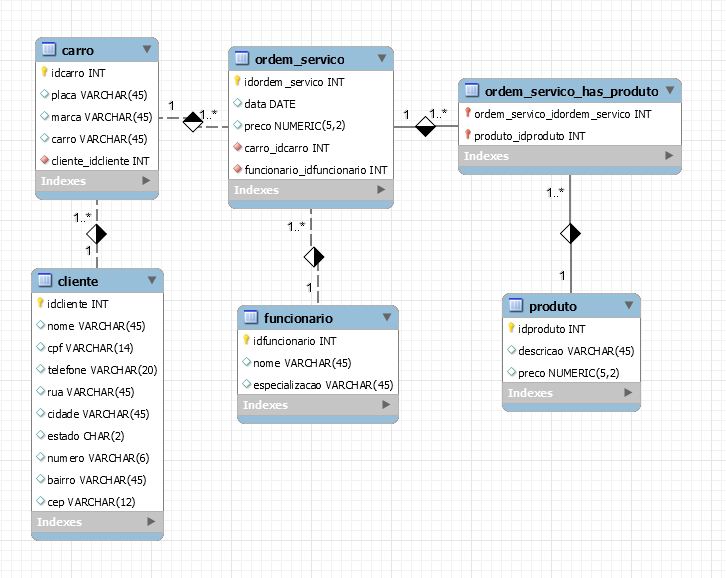 carro
idcarro INT
placa VARCHAR(45)
marca VARCHAR(45)
carro VARCHAR(45)
cliente_idcliente INT
Indexes
1
1..*
ordem_servico
idordem_servico INT
data DATE
preco NUMERIC(5,2)
carro_idcarro INT
funcionario_idfuncionario INT
Indexes
1
1..*
ordem_servico_has_produto
ordem_servico_idordem_servico INT
produto_idproduto INT
Indexes
1..*
1
cliente
idcliente INT
nome VARCHAR(45)
cpf VARCHAR(14)
telefone VARCHAR(20)
rua VARCHAR(45)
cidade VARCHAR(45)
estado CHAR(2)
numero VARCHAR(6)
bairro VARCHAR(45)
cep VARCHAR(12)
Indexes
1..*
1
funcionario
idfuncionario INT
nome VARCHAR(45)
especializacao VARCHAR(45)
Indexes
1..*
1
produto
idproduto INT
descricao VARCHAR(45)
preco NUMERIC(5,2)
Indexes